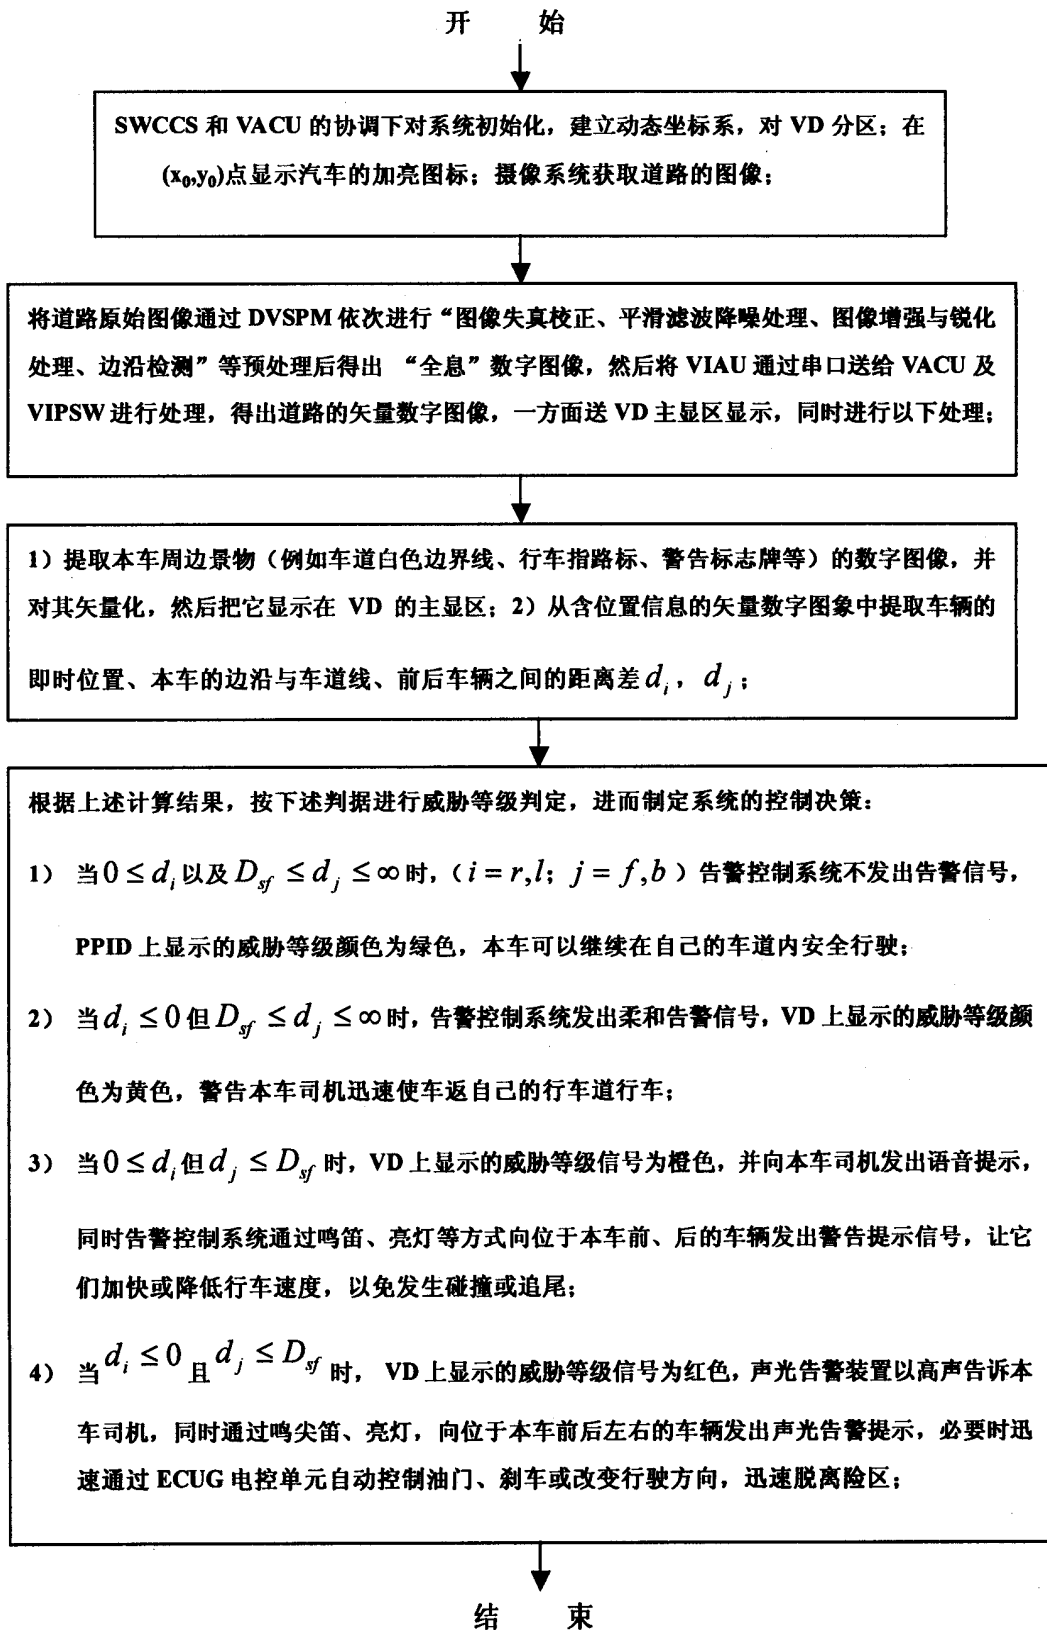 开 始
SWCCS 和 VACU 的协调下对系统初始化，建立动态坐标系，对 VD 分区；在
(x₀,y₀)点显示汽车的加亮图标；摄像系统获取道路的图像；
将道路原始图像通过 DVSPM 依次进行“图像失真校正、平滑滤波降噪处理、图像增强与锐化
处理、边沿检测”等预处理后得出 “全息”数字图像，然后将 VIAU 通过串口送给 VACU 及
VIPSW 进行处理，得出道路的矢量数字图像，一方面送 VD 主显区显示，同时进行以下处理；
1）提取本车周边景物（例如车道白色边界线、行车指路标、警告标志牌等）的数字图像，并
对其矢量化，然后把它显示在 VD 的主显区；2）从含位置信息的矢量数字图象中提取车辆的
即时位置、本车的边沿与车道线、前后车辆之间的距离差 d_i， d_j；
根据上述计算结果，按下述判据进行威胁等级判定，进而制定系统的控制决策：
1） 当 0 ≤ d_i 以及 D_sf ≤ d_j ≤ ∞ 时，（i = r,l；j = f,b）告警控制系统不发出告警信号，
PPID 上显示的威胁等级颜色为绿色，本车可以继续在自己的车道内安全行驶；
2） 当 d_i ≤ 0 但 D_sf ≤ d_j ≤ ∞ 时，告警控制系统发出柔和告警信号，VD 上显示的威胁等级颜
色为黄色，警告本车司机迅速使车返自己的行车道行车；
3） 当 0 ≤ d_i 但 d_j ≤ D_sf 时，VD 上显示的威胁等级信号为橙色，并向本车司机发出语音提示，
同时告警控制系统通过鸣笛、亮灯等方式向位于本车前、后的车辆发出警告提示信号，让它
们加快或降低行车速度，以免发生碰撞或追尾；
4） 当 d_i ≤ 0 且 d_j ≤ D_sf 时， VD 上显示的威胁等级信号为红色，声光告警装置以高声告诉本
车司机，同时通过鸣尖笛、亮灯，向位于本车前后左右的车辆发出声光告警提示，必要时迅
速通过 ECUG 电控单元自动控制油门、刹车或改变行驶方向，迅速脱离险区；
结 束